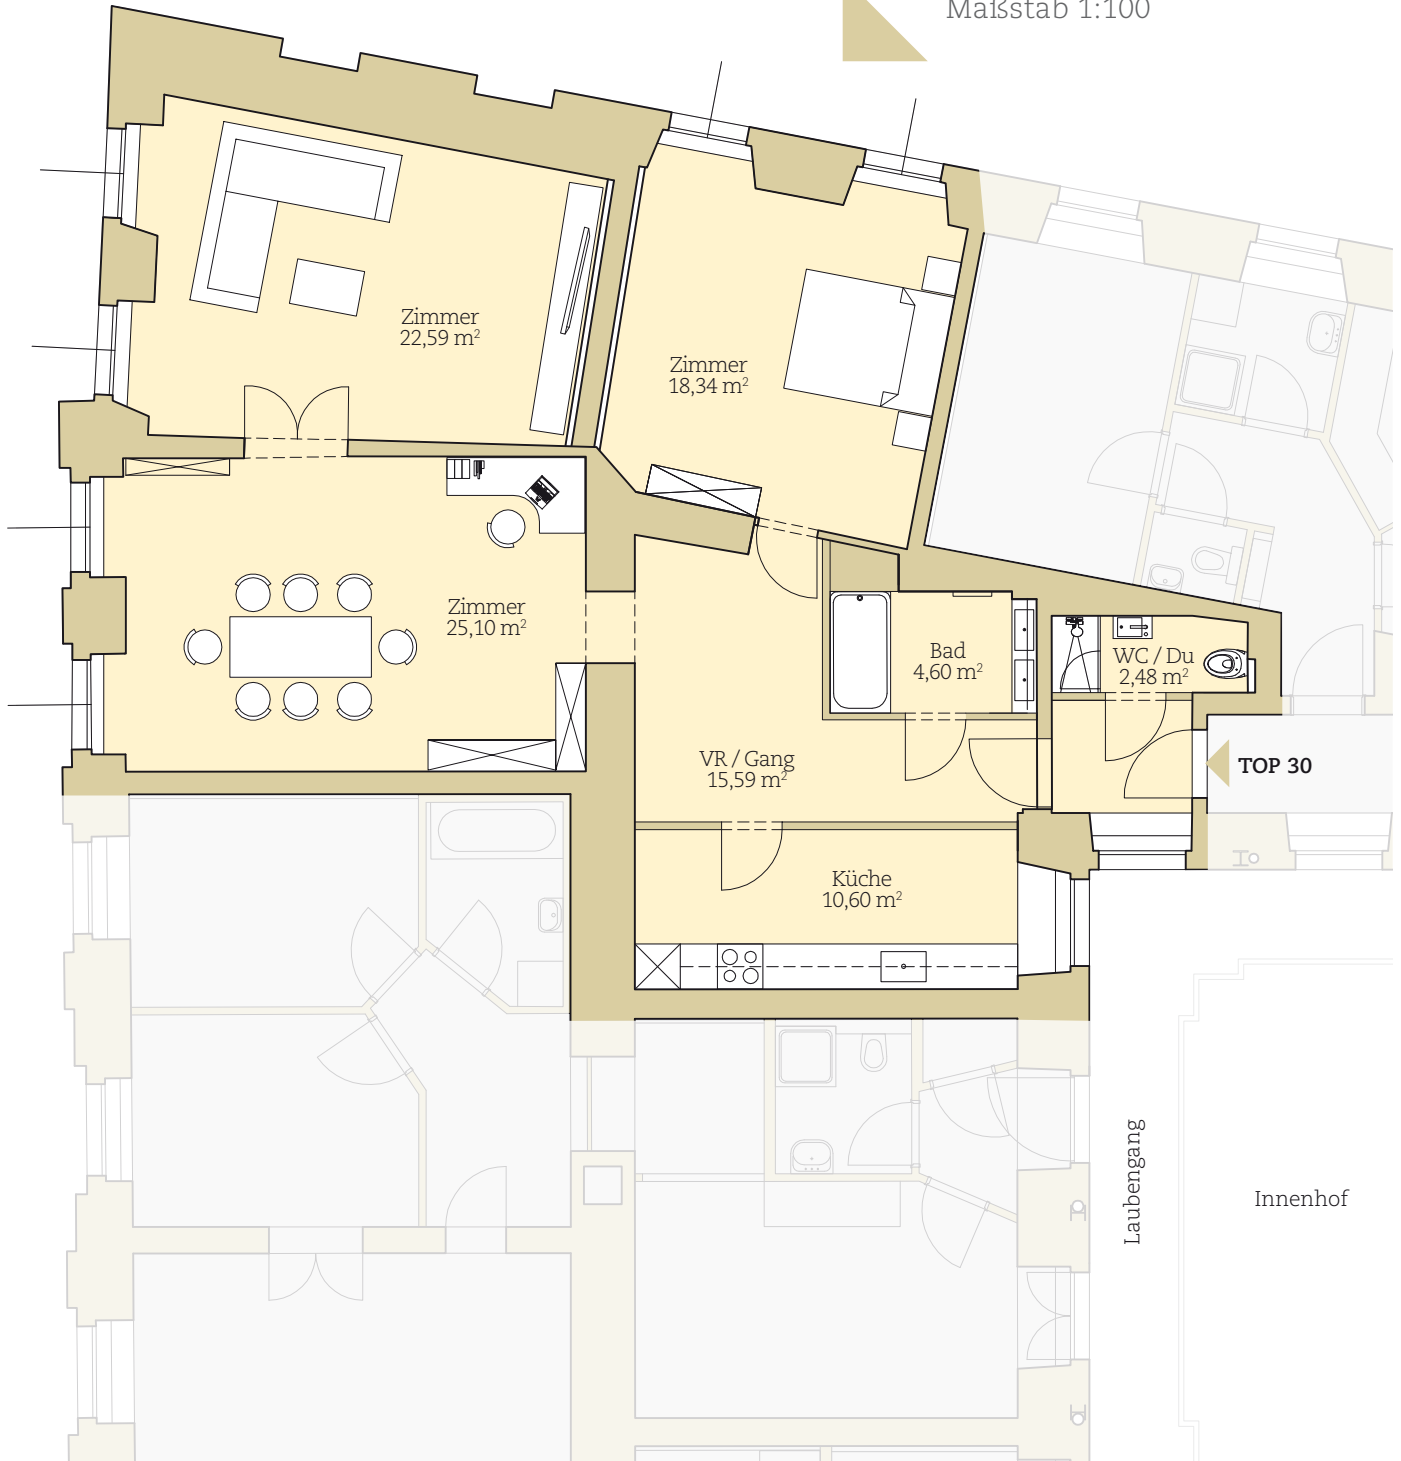 Maßstab 1:100
Zimmer
22,59 m²
Zimmer
18,34 m²
Zimmer
25,10 m²
Bad
4,60 m²
WC / Du
2,48 m²
VR / Gang
15,59 m²
TOP 30
Küche
10,60 m²
Laubengang
Innenhof